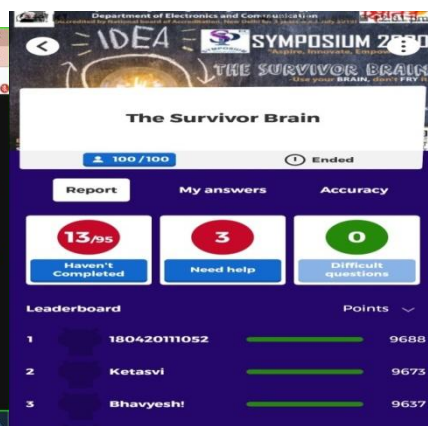 Department of Electronics and Communication
IDEA
SYMPOSIUM
"Aspire, Innovate,
THE SURVIVOR BRAIN
-Use your BRAIN, don't FRY it
The Survivor Brain
100/100
Ended
Report
My answers
Accuracy
13/95
3
0
Haven't
Completed
Need help
Difficult
questions
Leaderboard
Points
1 180420111052 9688
2 Ketasvi 9673
3 Bhavyesh! 9637